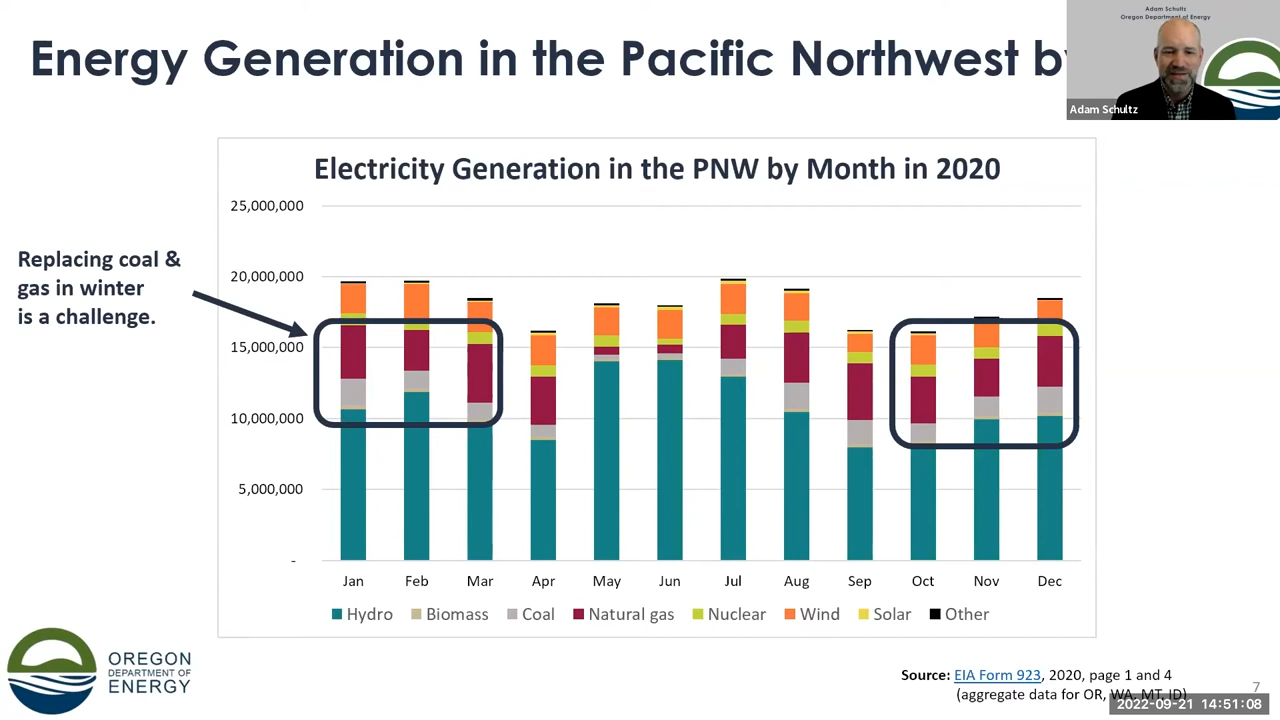 Adam Schultz
Oregon Department of Energy
Energy Generation in the Pacific Northwest by
Adam Schultz
Electricity Generation in the PNW by Month in 2020
25,000,000
20,000,000
15,000,000
10,000,000
5,000,000
-
Replacing coal &
gas in winter
is a challenge.
Jan Feb Mar Apr May Jun Jul Aug Sep Oct Nov Dec
Hydro Biomass Coal Natural gas Nuclear Wind Solar Other
OREGON
DEPARTMENT OF
ENERGY
Source: EIA Form 923, 2020, page 1 and 4
(aggregate data for OR, WA, MT, ID)
7
2022-09-21 14:51:08